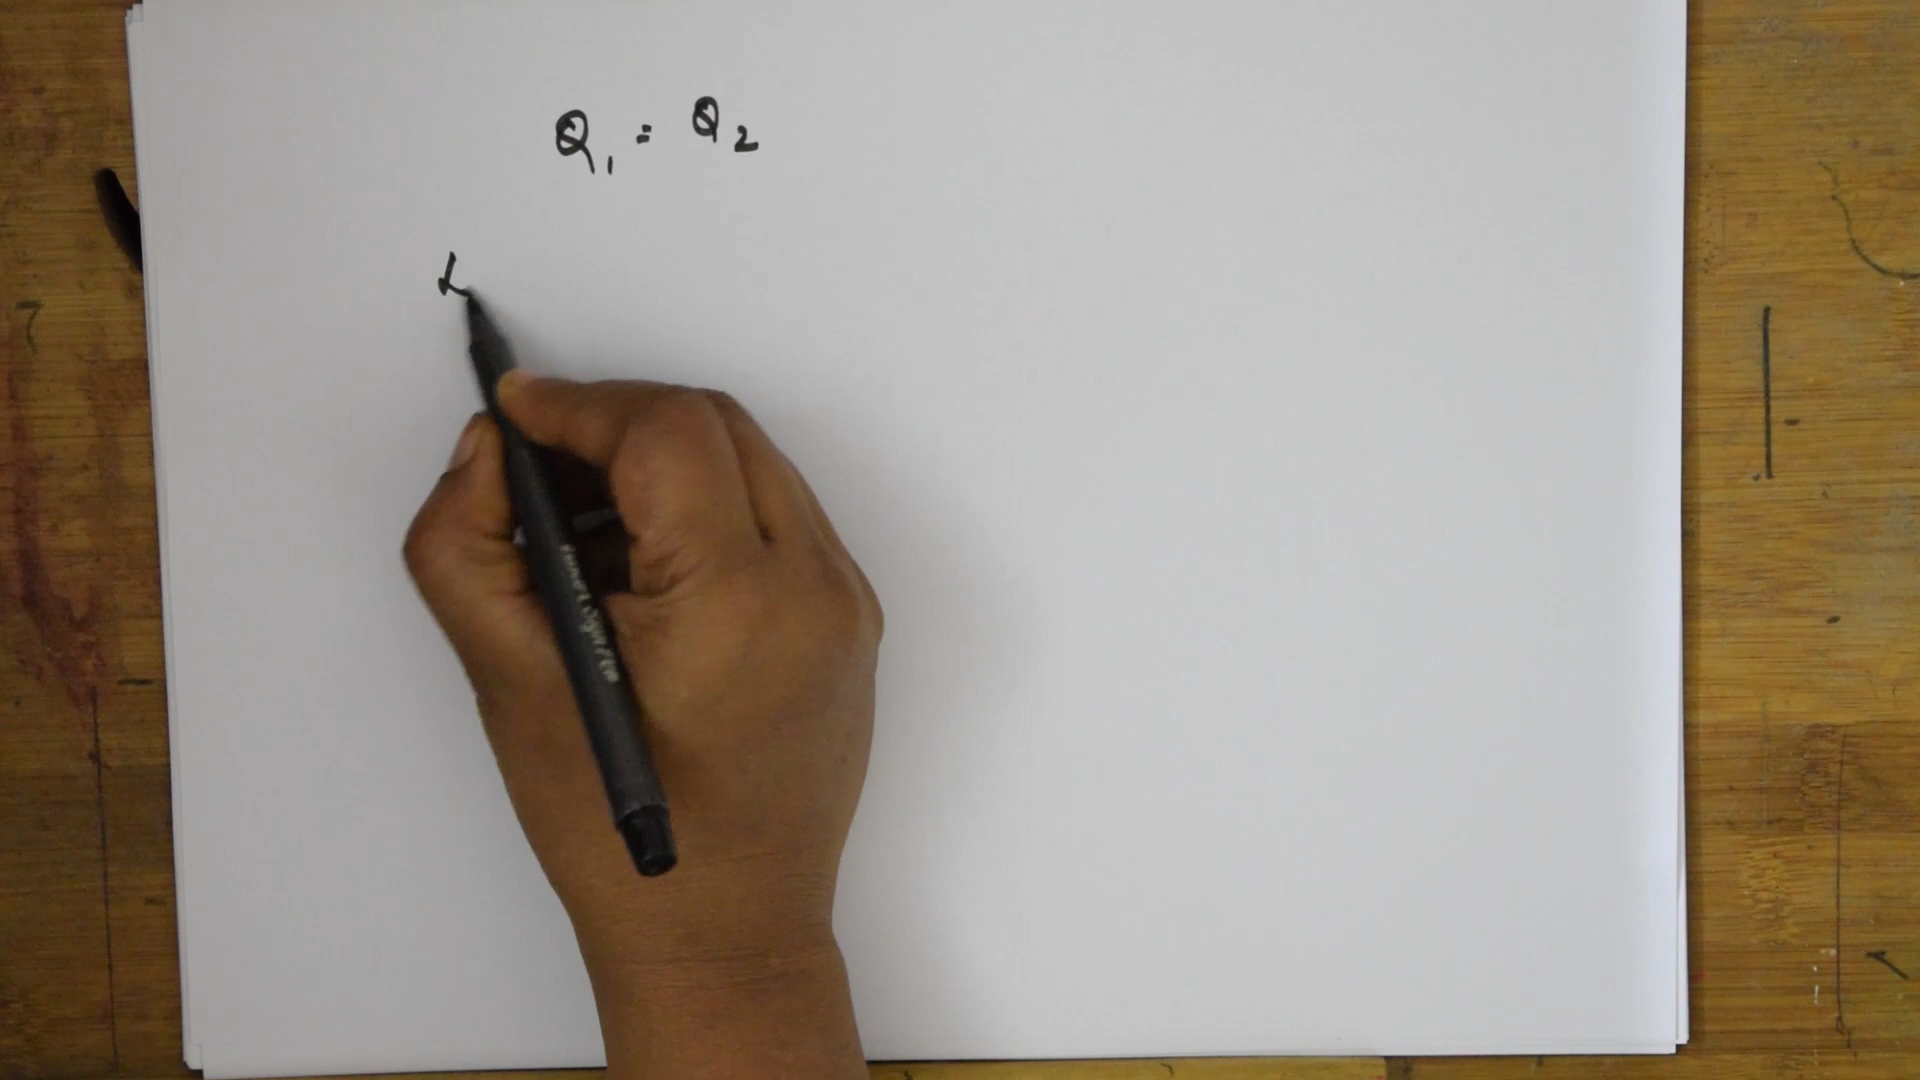 Q₁ = Q₂